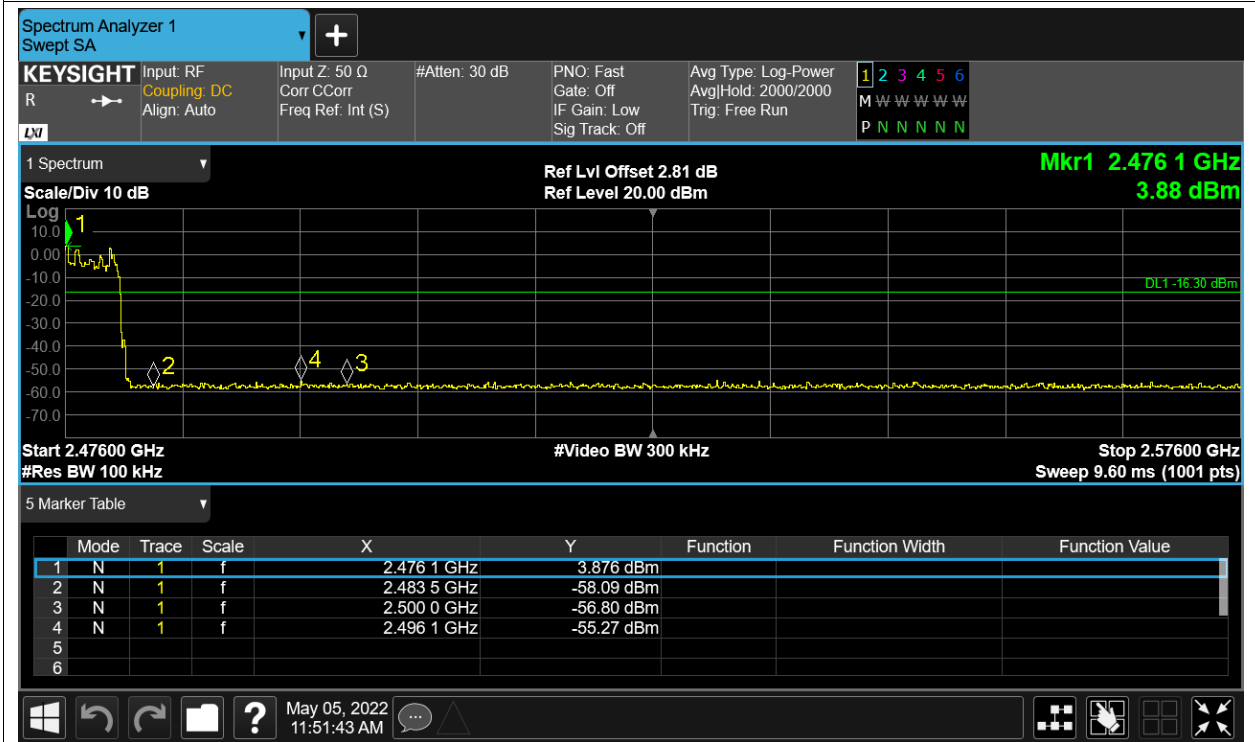 Spectrum Analyzer 1
Swept SA
KEYSIGHT
R
LXI
Input: RF
Coupling: DC
Align: Auto
Input Z: 50 Ω
Corr CCorr
Freq Ref: Int (S)
#Atten: 30 dB
PNO: Fast
Gate: Off
IF Gain: Low
Sig Track: Off
Avg Type: Log-Power
Avg|Hold: 2000/2000
Trig: Free Run
1 2 3 4 5 6
M W W W W W
P N N N N N
1 Spectrum
Scale/Div 10 dB
Ref Lvl Offset 2.81 dB
Ref Level 20.00 dBm
Mkr1 2.476 1 GHz
3.88 dBm
Log
10.0
0.00
-10.0
-20.0
-30.0
-40.0
-50.0
-60.0
-70.0
1
DL1 -16.30 dBm
2
4
3
Start 2.47600 GHz
#Video BW 300 kHz
Stop 2.57600 GHz
#Res BW 100 kHz
Sweep 9.60 ms (1001 pts)
5 Marker Table
Mode Trace Scale X Y Function Function Width Function Value
1 N 1 f 2.476 1 GHz 3.876 dBm
2 N 1 f 2.483 5 GHz -58.09 dBm
3 N 1 f 2.500 0 GHz -56.80 dBm
4 N 1 f 2.496 1 GHz -55.27 dBm
5
6
?
May 05, 2022
11:51:43 AM